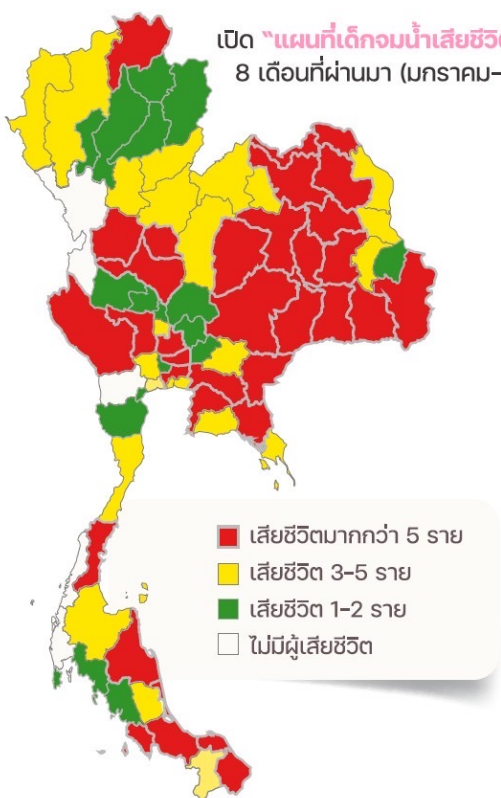 เปิด “แผนที่เด็กจมน้ำเสียชีวิ
8 เดือนที่ผ่านมา (มกราคม-
เสียชีวิตมากกว่า 5 ราย
เสียชีวิต 3-5 ราย
เสียชีวิต 1-2 ราย
ไม่มีผู้เสียชีวิต